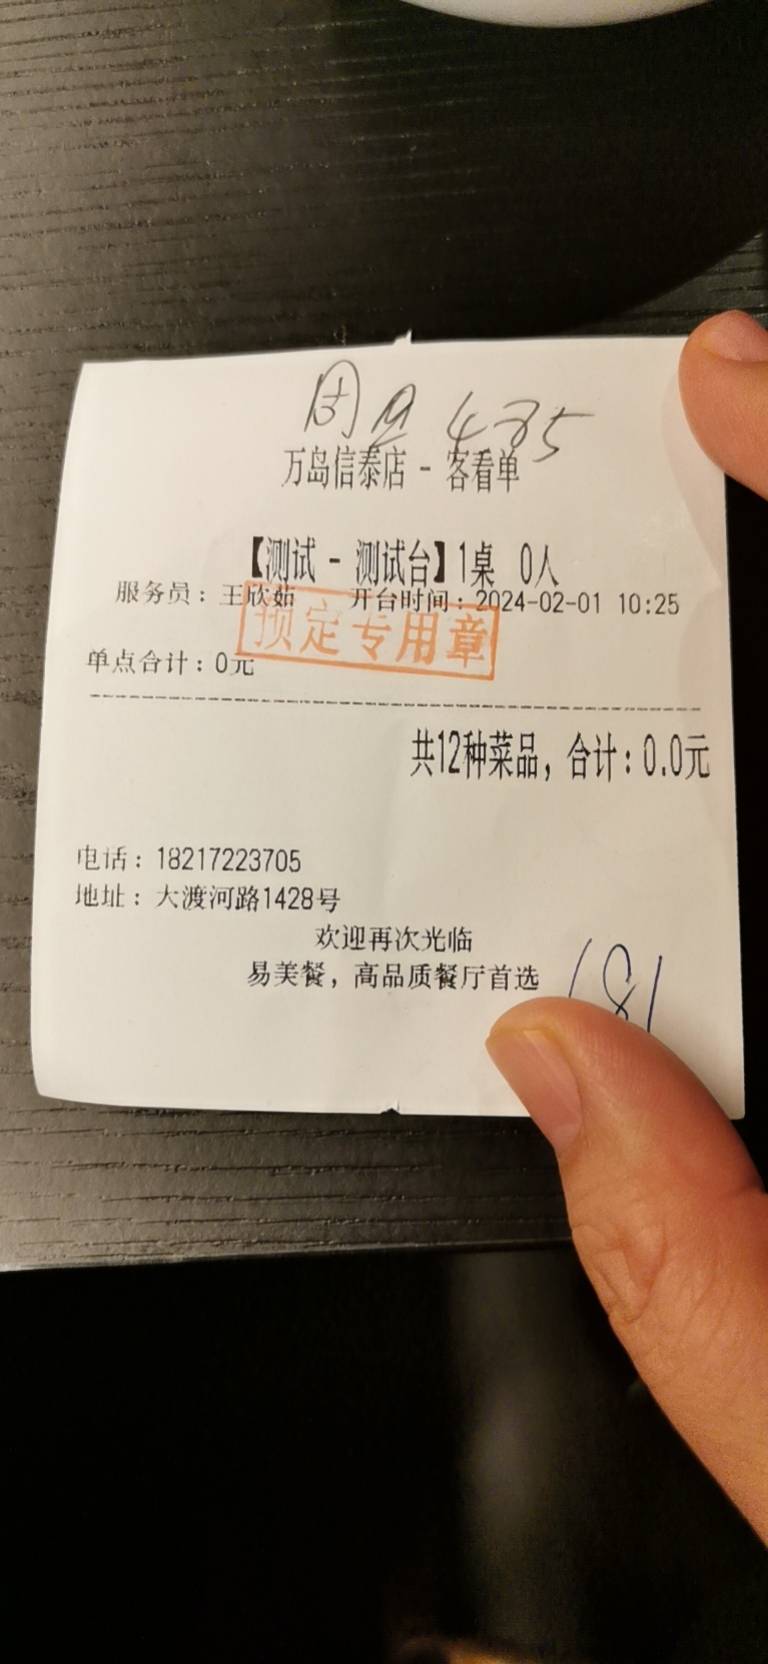 周
万岛信泰店 - 客看单
【测试 - 测试台】1桌 0人
服务员：王欣茹 开台时间：2024-02-01 10:25
预定专用章
单点合计：0元
共12种菜品，合计：0.0元
电话：18217223705
地址：大渡河路1428号
欢迎再次光临
易美餐，高品质餐厅首选